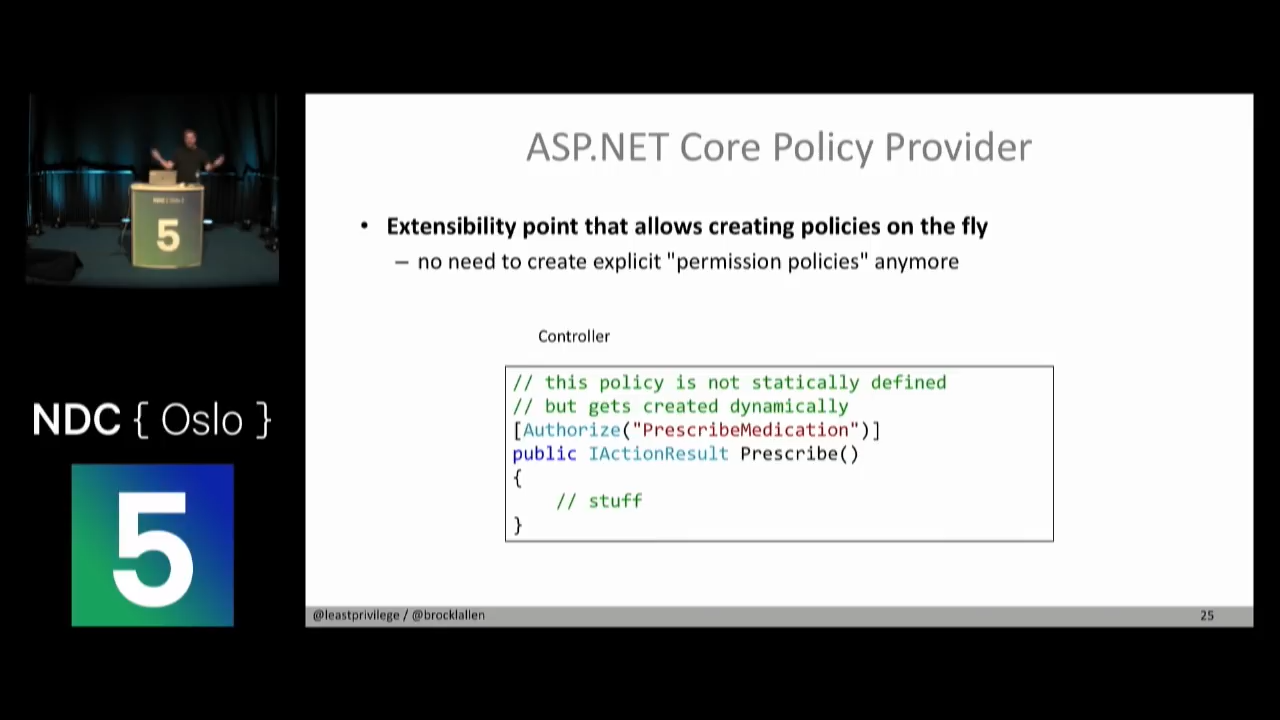 ASP.NET Core Policy Provider
• Extensibility point that allows creating policies on the fly
– no need to create explicit "permission policies" anymore
Controller
// this policy is not statically defined
// but gets created dynamically
[Authorize("PrescribeMedication")]
public IActionResult Prescribe()
{
// stuff
}
@leastprivilege / @brocklallen
25
5
NDC { Oslo }
5